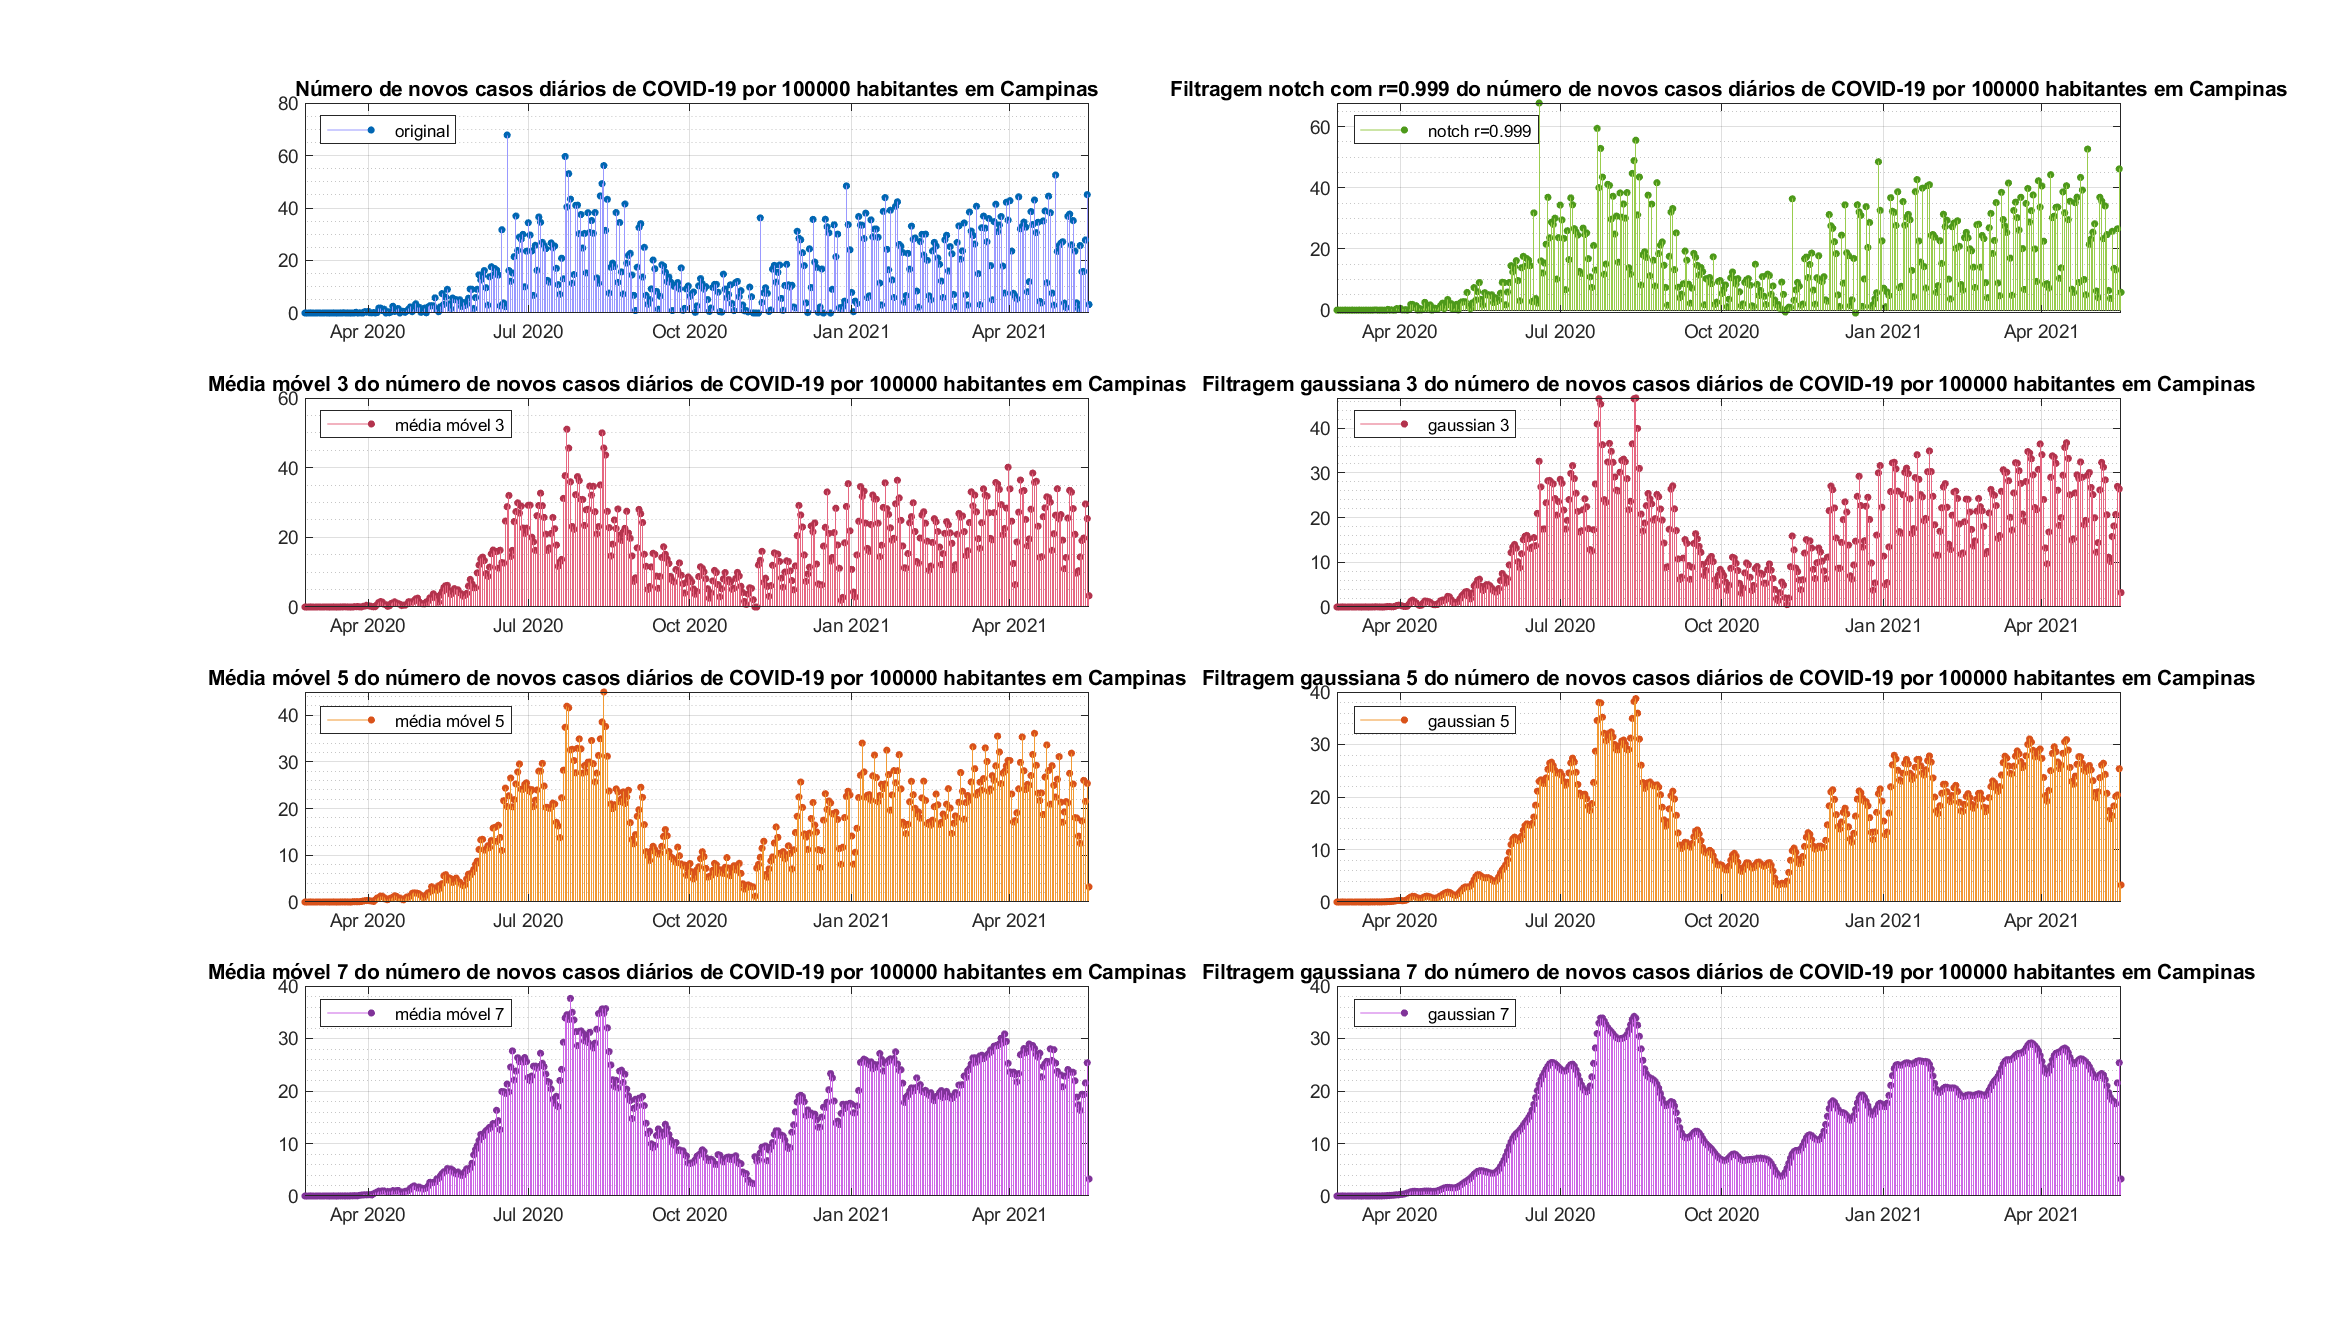 Número de novos casos diários de COVID-19 por 100000 habitantes em Campinas
80
60
40
20
0
original
Apr 2020 Jul 2020 Oct 2020 Jan 2021 Apr 2021
Filtragem notch com r=0.999 do número de novos casos diários de COVID-19 por 100000 habitantes em Campinas
60
40
20
0
notch r=0.999
Apr 2020 Jul 2020 Oct 2020 Jan 2021 Apr 2021
Média móvel 3 do número de novos casos diários de COVID-19 por 100000 habitantes em Campinas
60
40
20
0
média móvel 3
Apr 2020 Jul 2020 Oct 2020 Jan 2021 Apr 2021
Filtragem gaussiana 3 do número de novos casos diários de COVID-19 por 100000 habitantes em Campinas
40
30
20
10
0
gaussian 3
Apr 2020 Jul 2020 Oct 2020 Jan 2021 Apr 2021
Média móvel 5 do número de novos casos diários de COVID-19 por 100000 habitantes em Campinas
40
30
20
10
0
média móvel 5
Apr 2020 Jul 2020 Oct 2020 Jan 2021 Apr 2021
Filtragem gaussiana 5 do número de novos casos diários de COVID-19 por 100000 habitantes em Campinas
40
30
20
10
0
gaussian 5
Apr 2020 Jul 2020 Oct 2020 Jan 2021 Apr 2021
Média móvel 7 do número de novos casos diários de COVID-19 por 100000 habitantes em Campinas
40
30
20
10
0
média móvel 7
Apr 2020 Jul 2020 Oct 2020 Jan 2021 Apr 2021
Filtragem gaussiana 7 do número de novos casos diários de COVID-19 por 100000 habitantes em Campinas
40
30
20
10
0
gaussian 7
Apr 2020 Jul 2020 Oct 2020 Jan 2021 Apr 2021